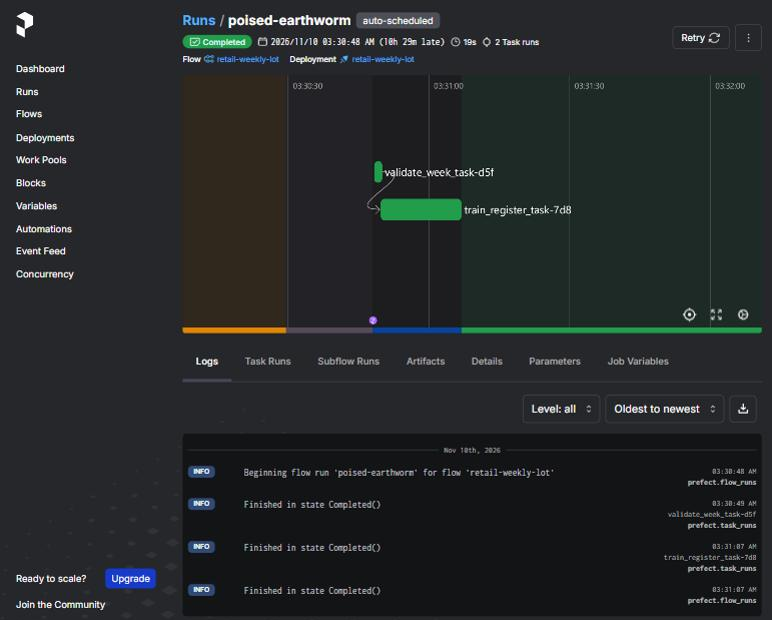 Runs / poised-earthworm auto-scheduled
Completed 2026/11/10 03:30:48 AM (10h 29m late) 19s 2 Task runs
Flow retail-weekly-lot Deployment retail-weekly-lot
Retry
Dashboard
Runs
Flows
Deployments
Work Pools
Blocks
Variables
Automations
Event Feed
Concurrency
Ready to scale? Upgrade
Join the Community
03:30:30 03:31:00 03:31:30 03:32:00
validate_week_task-d5f
train_register_task-7d8
2
Logs Task Runs Subflow Runs Artifacts Details Parameters Job Variables
Level: all Oldest to newest
Nov 10th, 2026
INFO Beginning flow run 'poised-earthworm' for flow 'retail-weekly-lot' 03:30:48 AM
prefect.flow_runs
INFO Finished in state Completed() 03:30:49 AM
validate_week_task-d5f
prefect.task_runs
INFO Finished in state Completed() 03:31:07 AM
train_register_task-7d8
prefect.task_runs
INFO Finished in state Completed() 03:31:07 AM
prefect.flow_runs